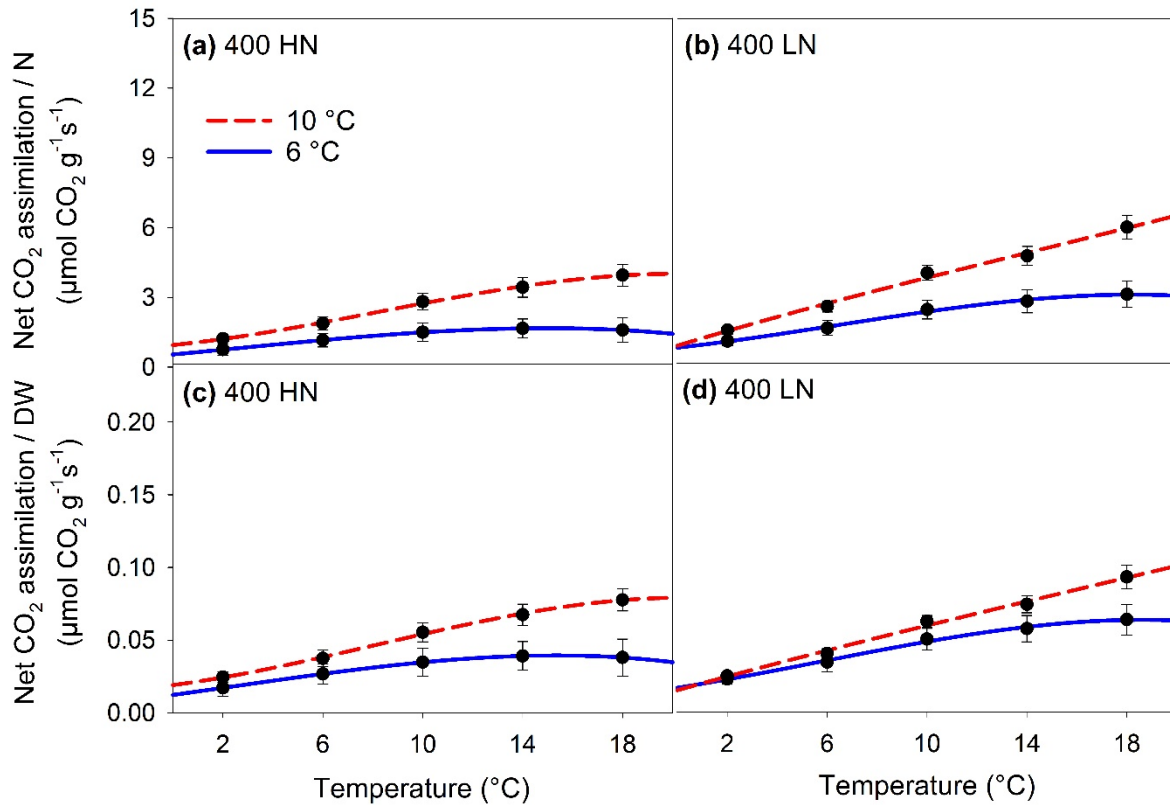 Net CO₂ assimilation / N
(µmol CO₂ g⁻¹s⁻¹)
15
12
9
6
3
0
(a) 400 HN
10 °C
6 °C
(b) 400 LN
Net CO₂ assimilation / DW
(µmol CO₂ g⁻¹s⁻¹)
0.20
0.15
0.10
0.05
0.00
(c) 400 HN
(d) 400 LN
2 6 10 14 18
2 6 10 14 18
Temperature (°C)
Temperature (°C)